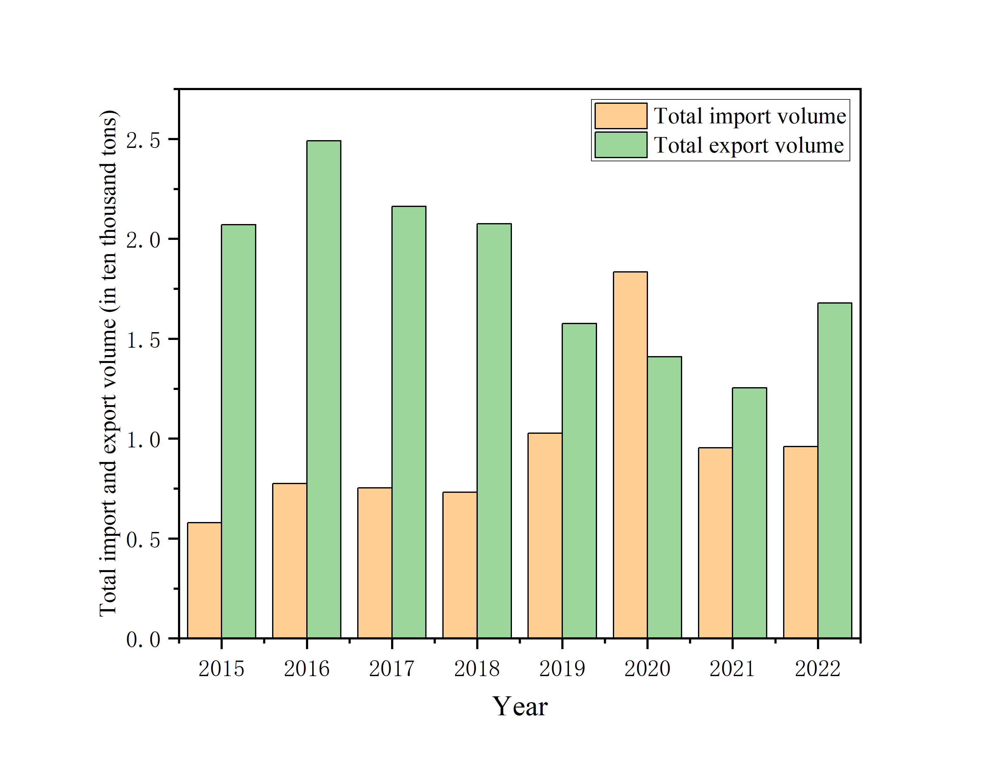 Total import volume
Total export volume
Total import and export volume (in ten thousand tons)
2.5
2.0
1.5
1.0
0.5
0.0
2015 2016 2017 2018 2019 2020 2021 2022
Year